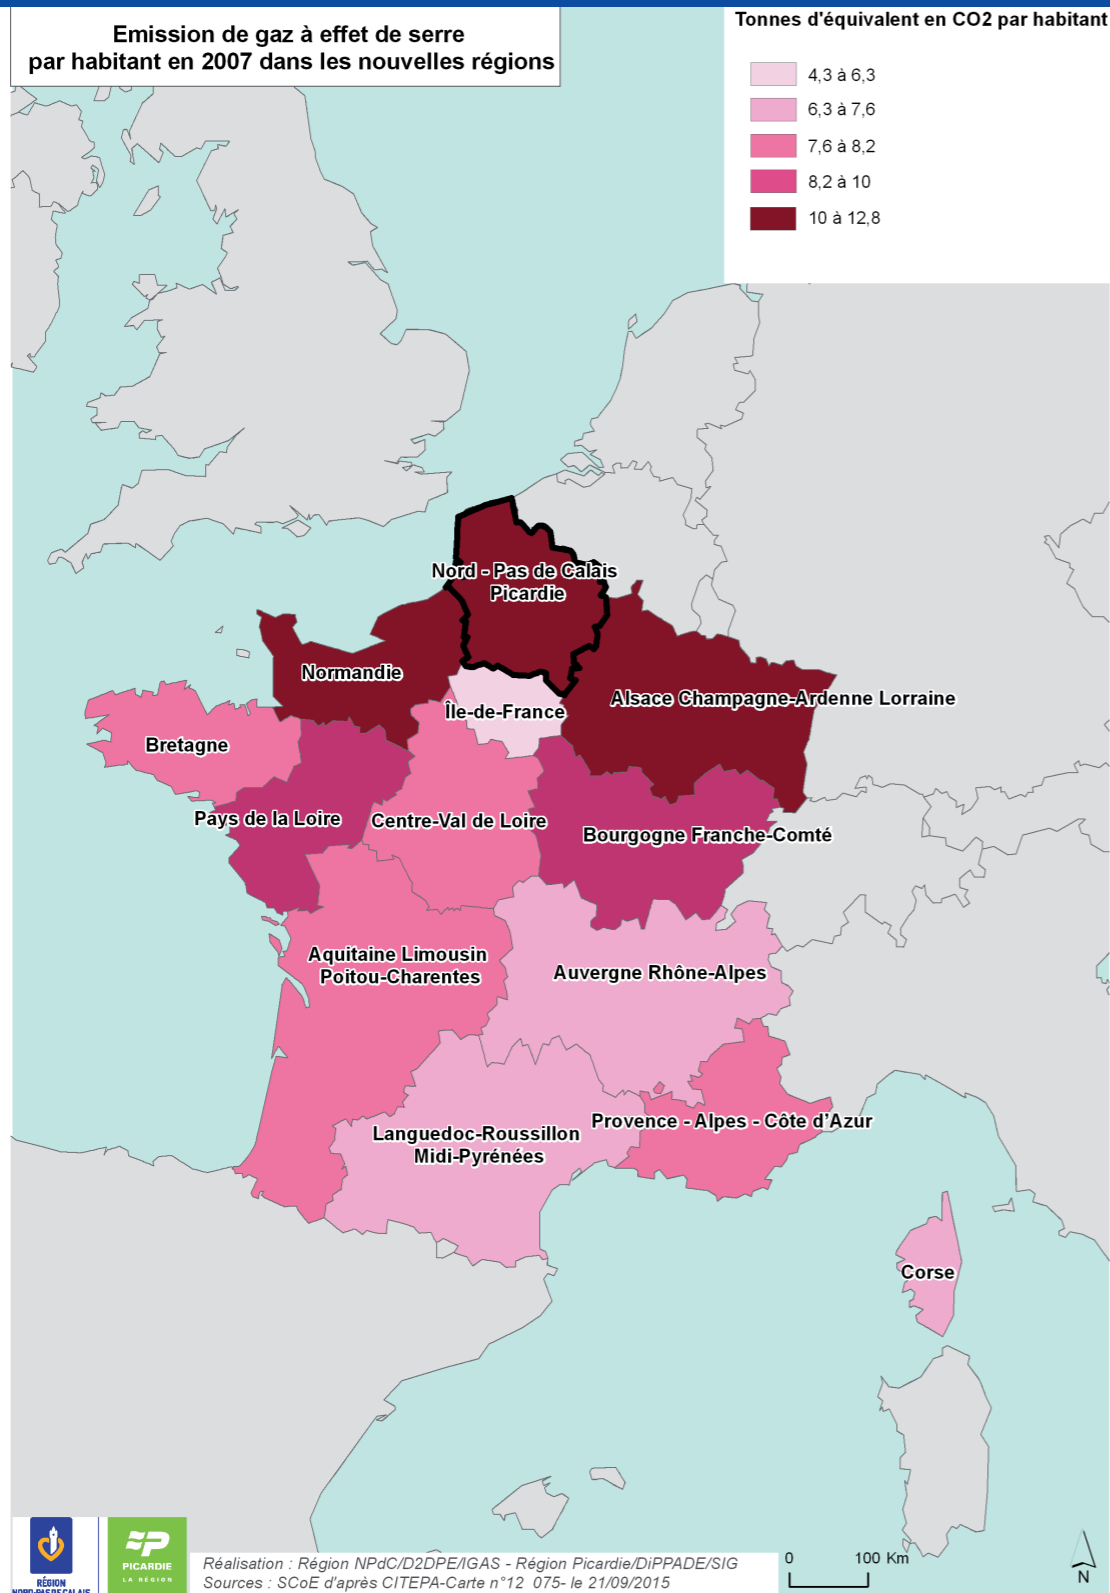 Emission de gaz à effet de serre
par habitant en 2007 dans les nouvelles régions
Tonnes d'équivalent en CO2 par habitant
4,3 à 6,3
6,3 à 7,6
7,6 à 8,2
8,2 à 10
10 à 12,8
Nord - Pas de Calais
Picardie
Normandie
Île-de-France
Alsace Champagne-Ardenne Lorraine
Bretagne
Pays de la Loire
Centre-Val de Loire
Bourgogne Franche-Comté
Aquitaine Limousin
Poitou-Charentes
Auvergne Rhône-Alpes
Provence - Alpes - Côte d'Azur
Languedoc-Roussillon
Midi-Pyrénées
Corse
RÉGION
NORD-PAS DE CALAIS
PICARDIE
LA RÉGION
Réalisation : Région NPdC/D2DPE/IGAS - Région Picardie/DiPPADE/SIG
Sources : SCoE d'après CITEPA-Carte n°12_075- le 21/09/2015
0 100 Km
N